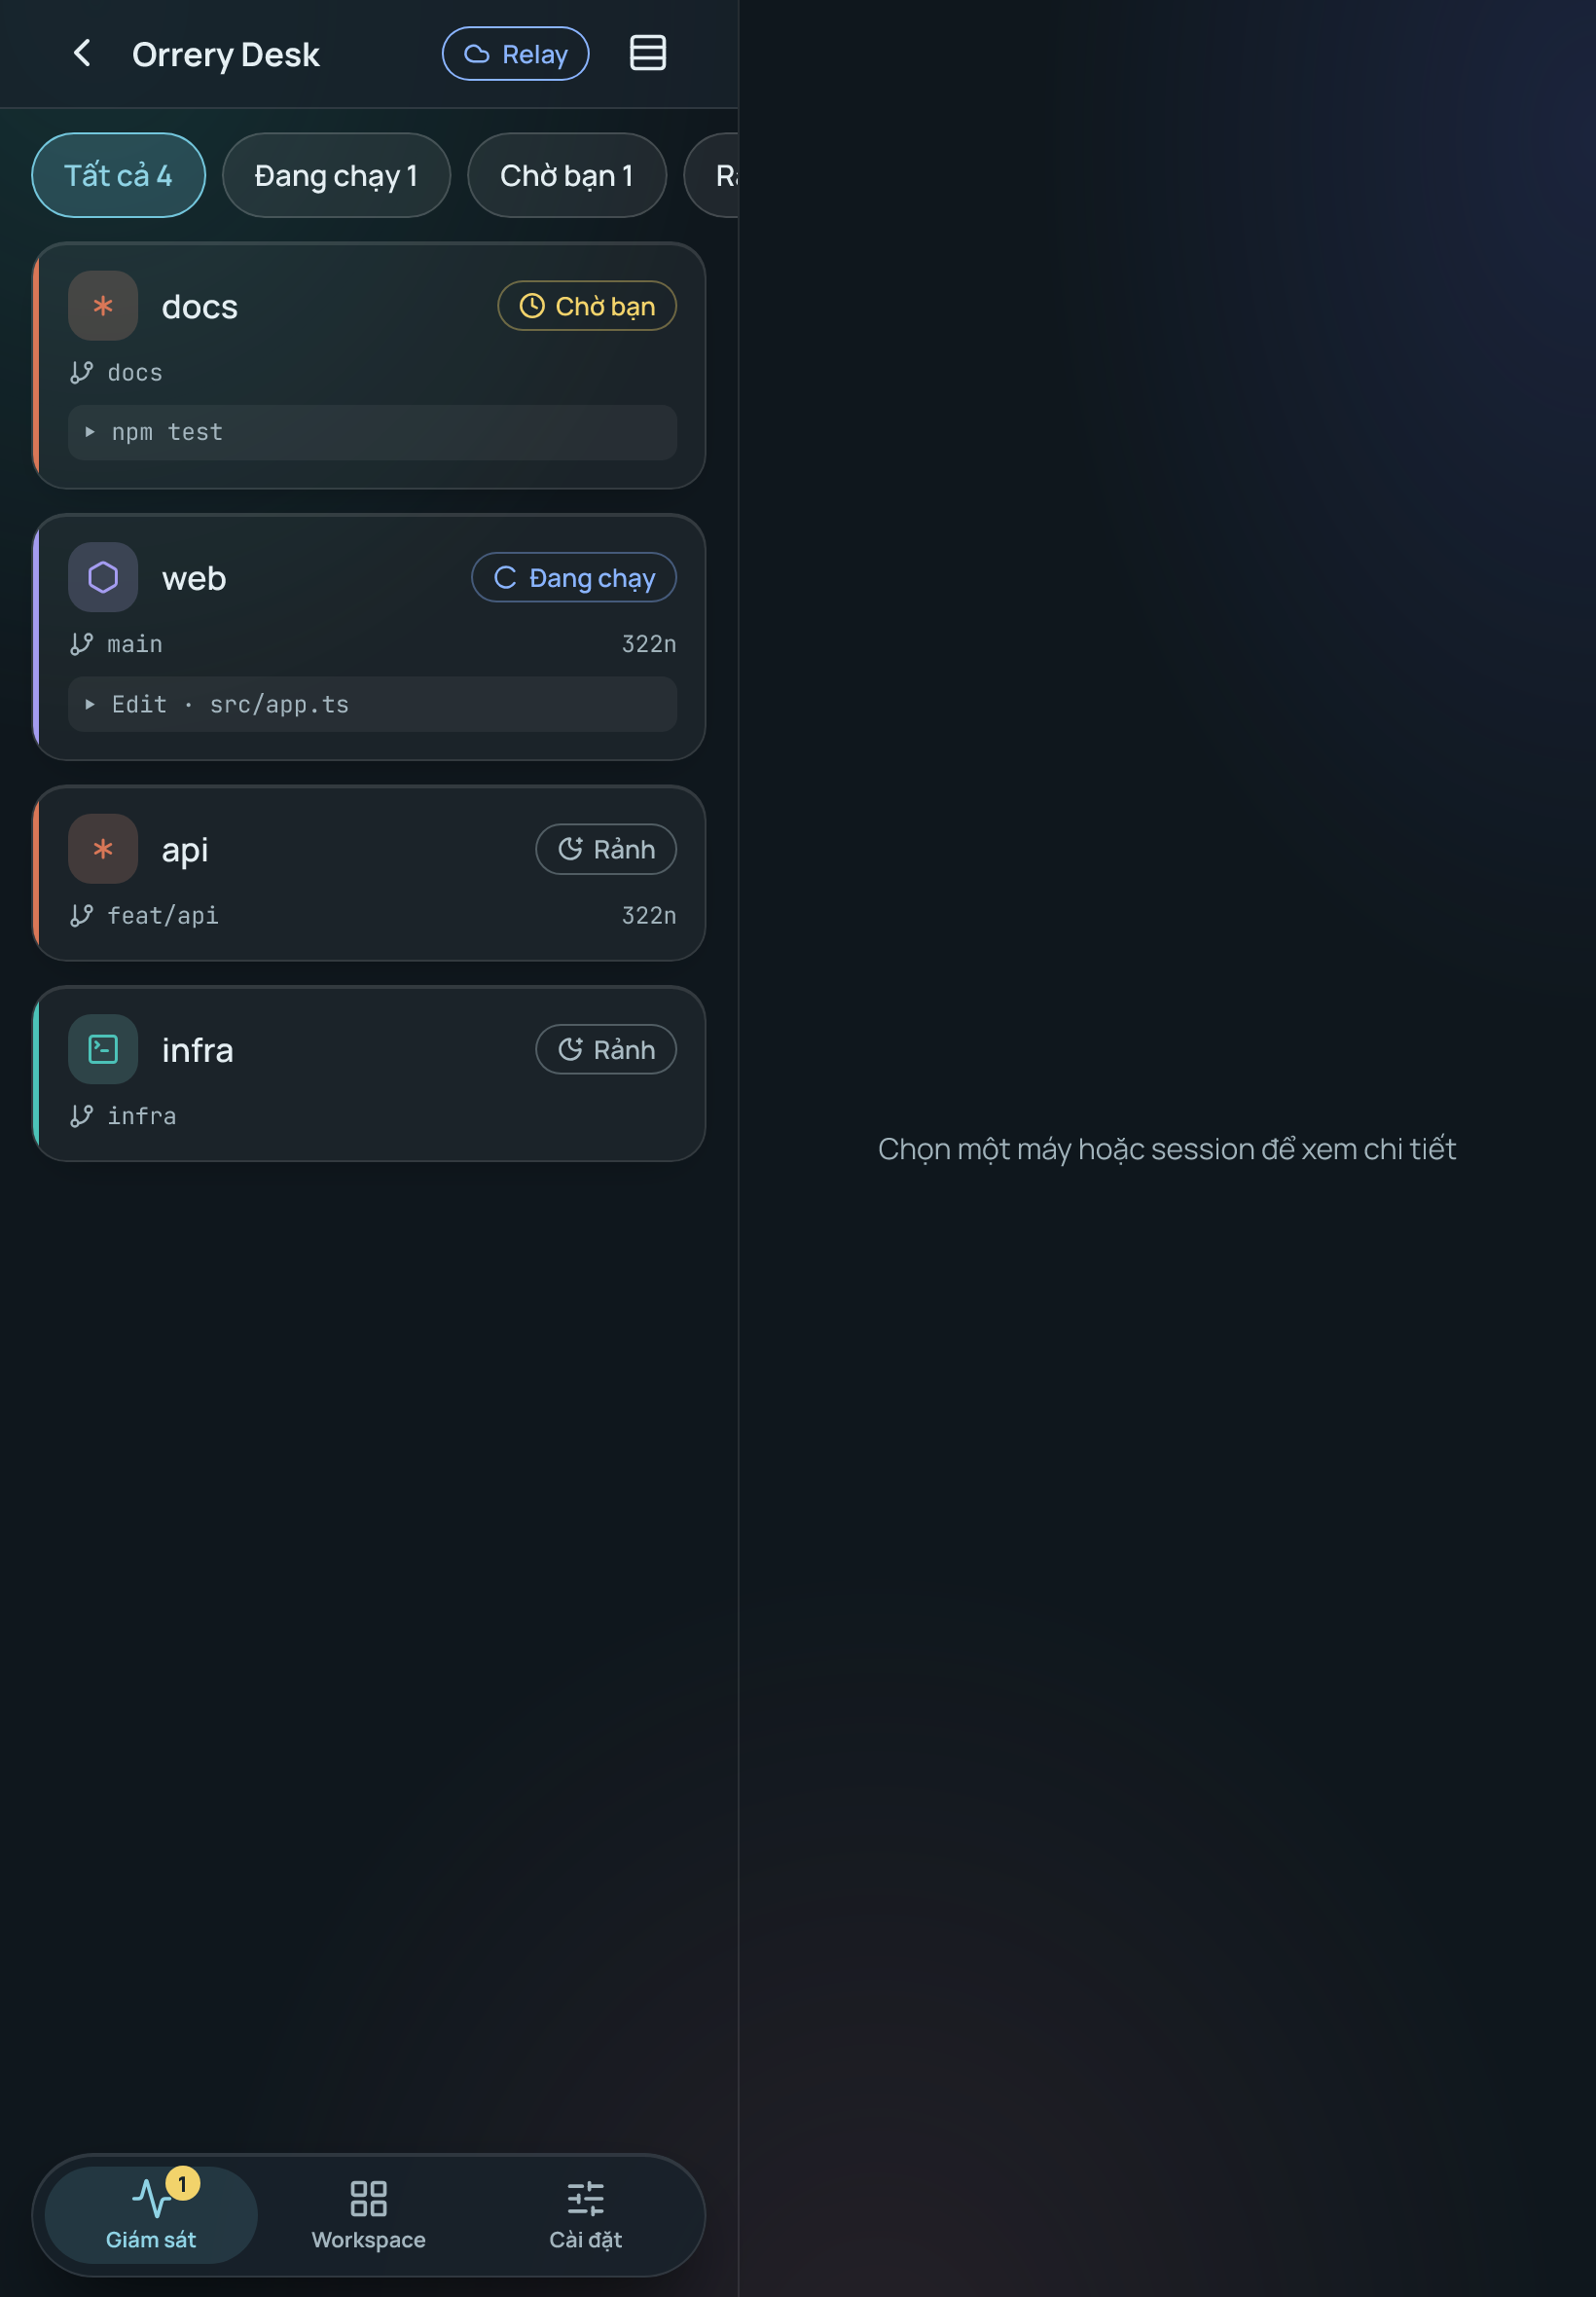 Orrery Desk
Relay
Tất cả 4
Đang chạy 1
Chờ bạn 1
docs
Chờ bạn
docs
npm test
web
Đang chạy
main
322n
Edit · src/app.ts
api
Rảnh
feat/api
322n
infra
Rảnh
infra
Chọn một máy hoặc session để xem chi tiết
1
Giám sát
Workspace
Cài đặt